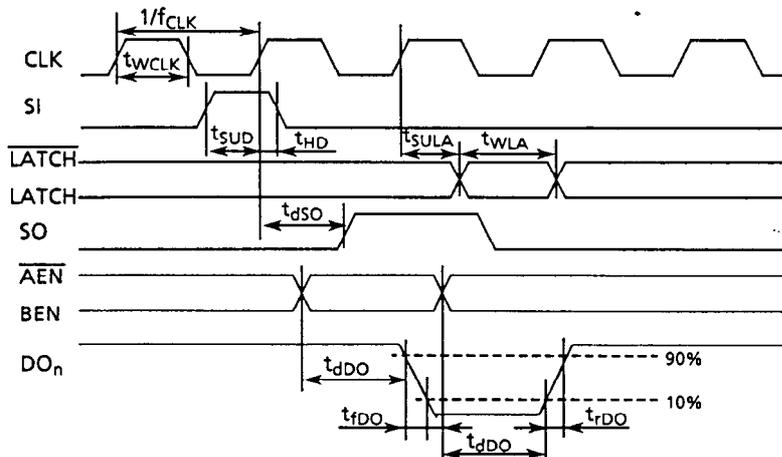 1/fCLK
CLK
tWCLK
SI
tSUD
tHD
tSULA
tWLA
LATCH
LATCH
tdSO
SO
AEN
BEN
DOn
90%
tdDO
10%
tfDO
trDO
tdDO